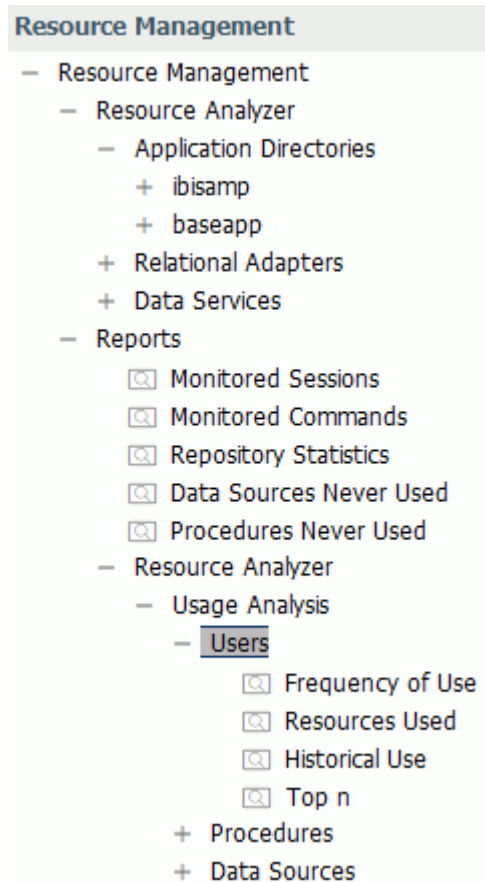 Resource Management
Resource Management
Resource Analyzer
Application Directories
ibisamp
baseapp
Relational Adapters
Data Services
Reports
Monitored Sessions
Monitored Commands
Repository Statistics
Data Sources Never Used
Procedures Never Used
Resource Analyzer
Usage Analysis
Users
Frequency of Use
Resources Used
Historical Use
Top n
Procedures
Data Sources